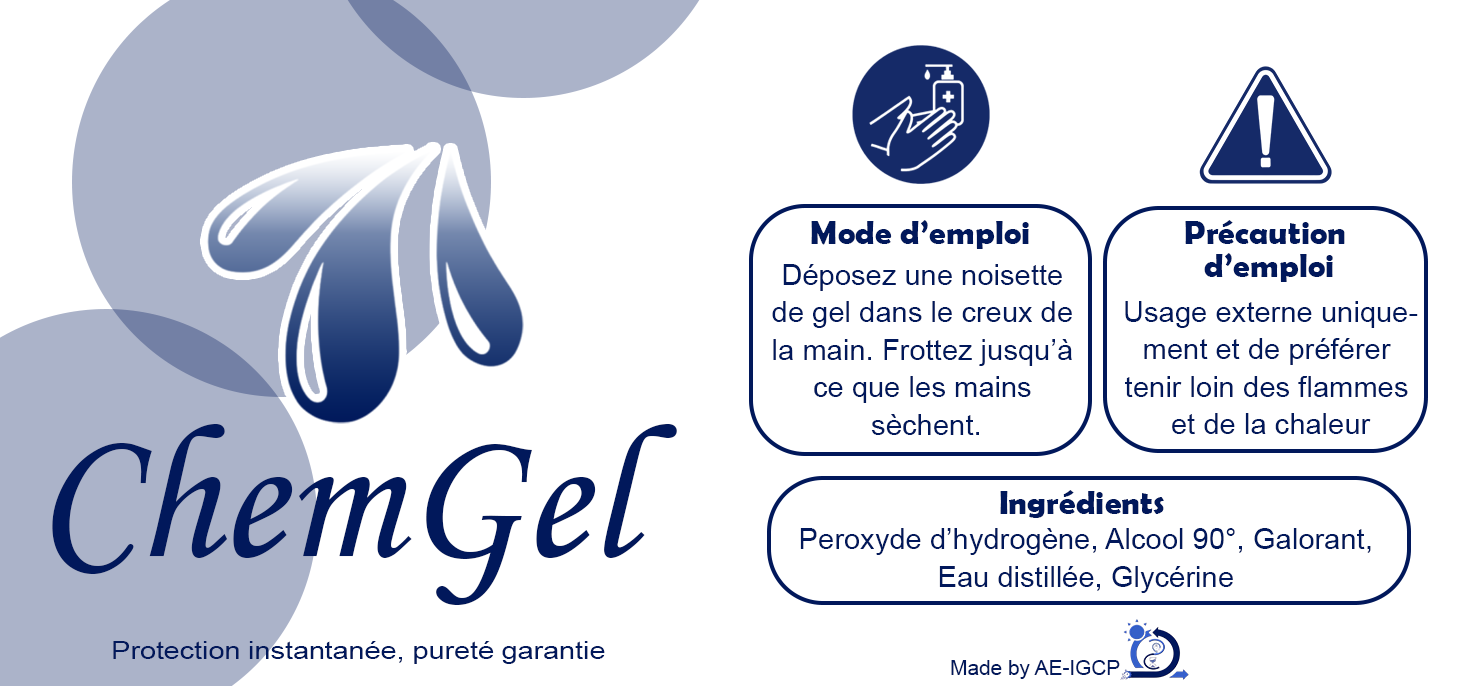 ChemGel
Protection instantanée, pureté garantie
Mode d’emploi
Déposez une noisette
de gel dans le creux de
la main. Frottez jusqu’à
ce que les mains
sèchent.
Précaution
d’emploi
Usage externe unique-
ment et de préférer
tenir loin des flammes
et de la chaleur
Ingrédients
Peroxyde d’hydrogène, Alcool 90°, Galorant,
Eau distillée, Glycérine
Made by AE-IGCP